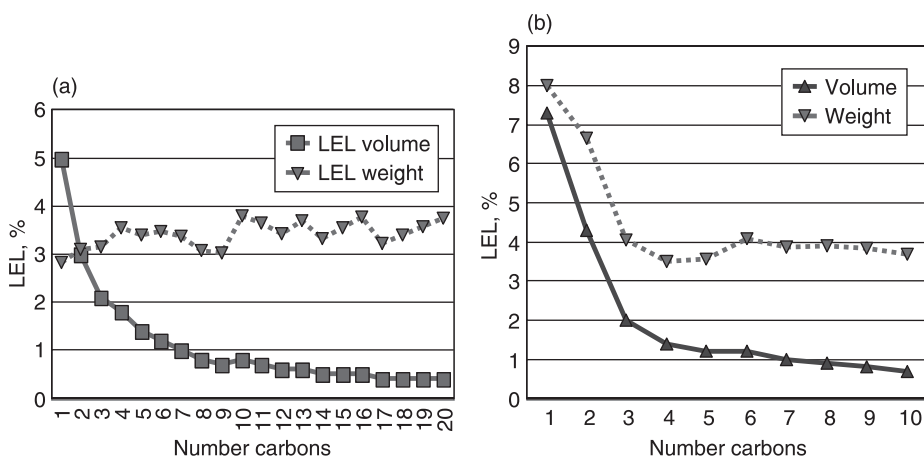 (a)
6
5
4
3
2
1
0
LEL, %
LEL volume
LEL weight
1 2 3 4 5 6 7 8 9 10 11 12 13 14 15 16 17 18 19 20
Number carbons
(b)
9
8
7
6
5
4
3
2
1
0
LEL, %
Volume
Weight
1 2 3 4 5 6 7 8 9 10
Number carbons